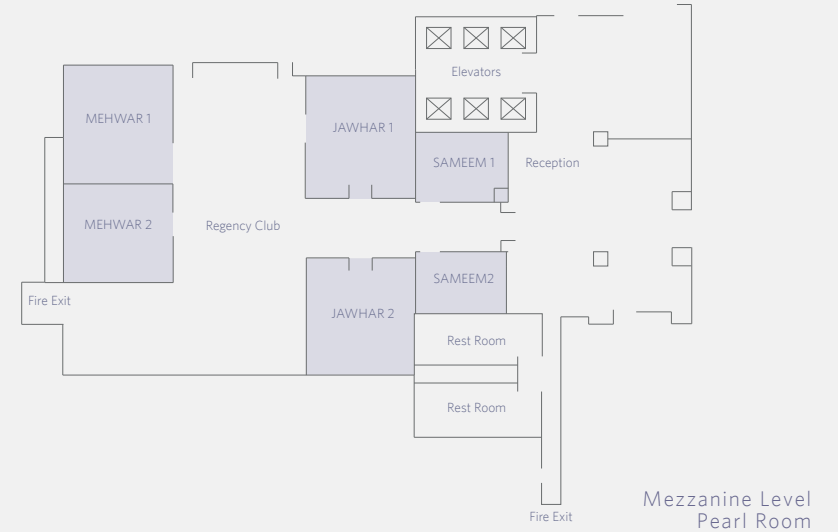 Elevators
MEHWAR 1
JAWHAR 1
SAMEEM 1
Reception
MEHWAR 2
Regency Club
SAMEEM2
Fire Exit
JAWHAR 2
Rest Room
Rest Room
Mezzanine Level
Pearl Room
Fire Exit